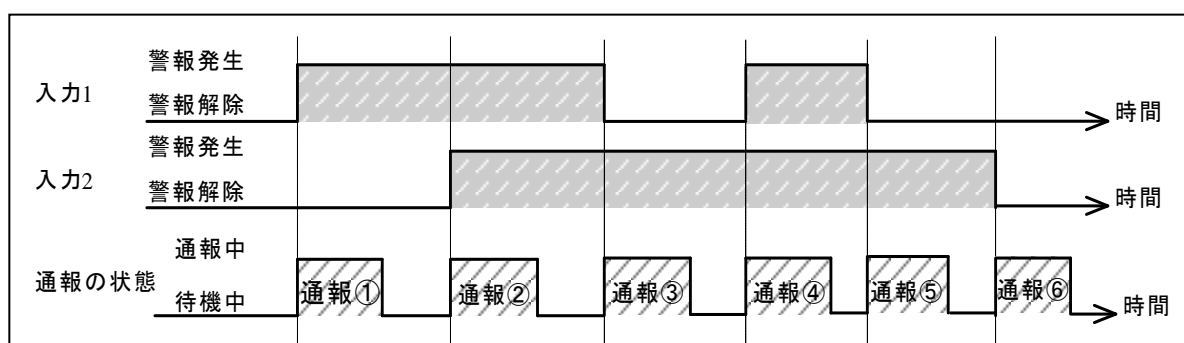 警報発生
入力1
警報解除
時間
警報発生
入力2
警報解除
時間
通報中
通報の状態
待機中
通報① 通報② 通報③ 通報④ 通報⑤ 通報⑥
時間